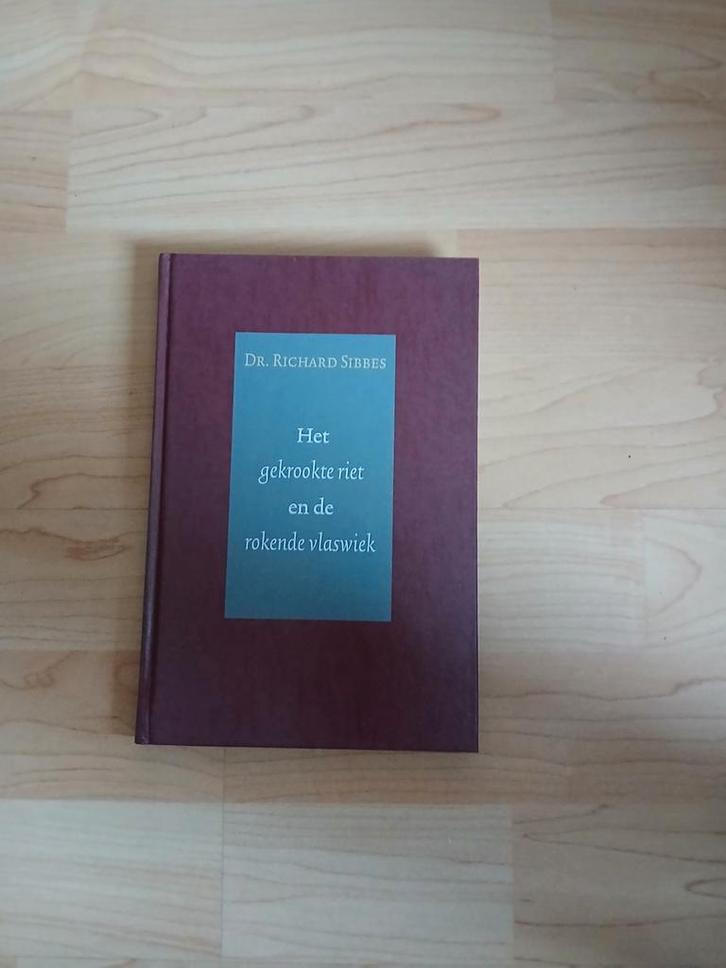 Dr. Richard Sibbes
Het
gekrookte riet
en de
rokende vlaswiek